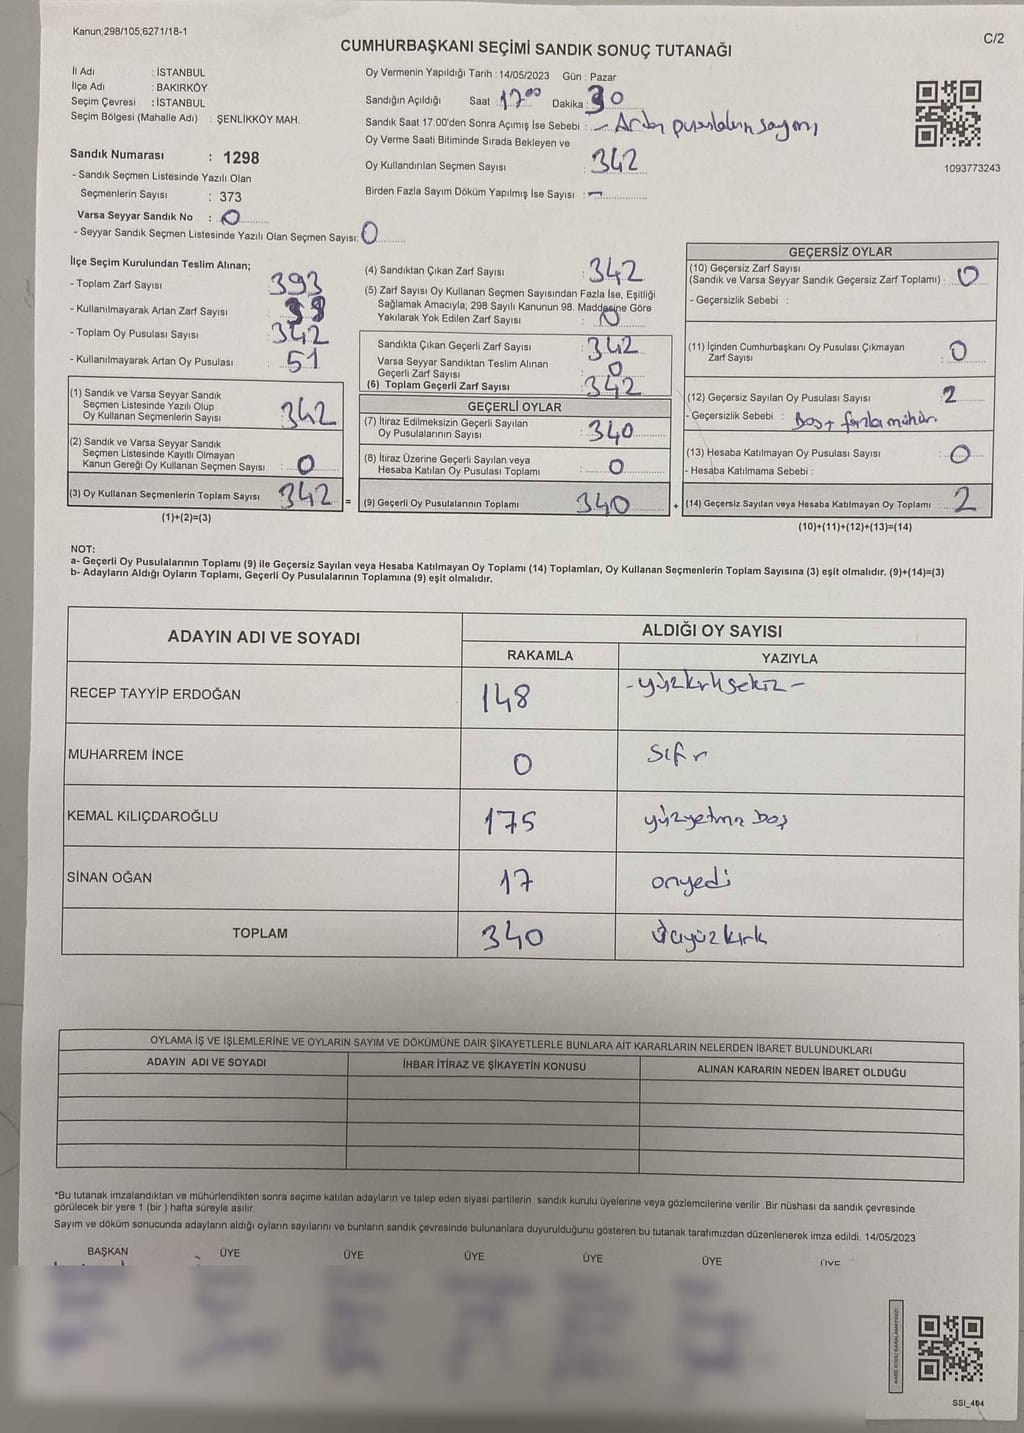 Kanun;298/105;6271/18-1
C/2
CUMHURBAŞKANI SEÇİMİ SANDIK SONUÇ TUTANAĞI
İl Adı : İSTANBUL
İlçe Adı : BAKIRKÖY
Seçim Çevresi : İSTANBUL
Seçim Bölgesi (Mahalle Adı) : ŞENLİKKÖY MAH.
Sandık Numarası : 1298
- Sandık Seçmen Listesinde Yazılı Olan
Seçmenlerin Sayısı : 373
Varsa Seyyar Sandık No : 0
- Seyyar Sandık Seçmen Listesinde Yazılı Olan Seçmen Sayısı: 0
Oy Vermenin Yapıldığı Tarih : 14/05/2023 Gün : Pazar
Sandığın Açıldığı Saat : 17:00 Dakika : 30
Sandık Saat 17:00'den Sonra Açımış İse Sebebi : - Artan pusulaların sayımı
Oy Verme Saati Bitiminde Sırada Bekleyen ve
Oy Kullandırılan Seçmen Sayısı : 342
Birden Fazla Sayım Döküm Yapılmış İse Sayısı : -
1093773243
İlçe Seçim Kurulundan Teslim Alınan;
- Toplam Zarf Sayısı : 393
- Kullanılmayarak Artan Zarf Sayısı :
- Toplam Oy Pusulası Sayısı : 342
- Kullanılmayarak Artan Oy Pusulası : 51
(1) Sandık ve Varsa Seyyar Sandık
Seçmen Listesinde Yazılı Olup
Oy Kullanan Seçmenlerin Sayısı : 342
(2) Sandık ve Varsa Seyyar Sandık
Seçmen Listesinde Kayıtlı Olmayan
Kanun Gereği Oy Kullanan Seçmen Sayısı : 0
(3) Oy Kullanan Seçmenlerin Toplam Sayısı : 342
(1)+(2)=(3)
=
(4) Sandıktan Çıkan Zarf Sayısı : 342
(5) Zarf Sayısı Oy Kullanan Seçmen Sayısından Fazla İse, Eşitliği
Sağlamak Amacıyla; 298 Sayılı Kanunun 98. Maddesine Göre
Yakılarak Yok Edilen Zarf Sayısı : 0
Sandıkta Çıkan Geçerli Zarf Sayısı : 342
Varsa Seyyar Sandıktan Teslim Alınan
Geçerli Zarf Sayısı : 0
(6) Toplam Geçerli Zarf Sayısı : 342
GEÇERLİ OYLAR
(7) İtiraz Edilmeksizin Geçerli Sayılan
Oy Pusulalarının Sayısı : 340
(8) İtiraz Üzerine Geçerli Sayılan veya
Hesaba Katılan Oy Pusulası Toplamı : 0
(9) Geçerli Oy Pusulalarının Toplamı 340
+
GEÇERSİZ OYLAR
(10) Geçersiz Zarf Sayısı
(Sandık ve Varsa Seyyar Sandık Geçersiz Zarf Toplamı) : 0
- Geçersizlik Sebebi :
(11) İçinden Cumhurbaşkanı Oy Pusulası Çıkmayan
Zarf Sayısı : 0
(12) Geçersiz Sayılan Oy Pusulası Sayısı : 2
- Geçersizlik Sebebi : Boş + fazla mühür
(13) Hesaba Katılmayan Oy Pusulası Sayısı : 0
- Hesaba Katılmama Sebebi :
(14) Geçersiz Sayılan veya Hesaba Katılmayan Oy Toplamı : 2
(10)+(11)+(12)+(13)=(14)
NOT:
a- Geçerli Oy Pusulalarının Toplamı (9) ile Geçersiz Sayılan veya Hesaba Katılmayan Oy Toplamı (14) Toplamları, Oy Kullanan Seçmenlerin Toplam Sayısına (3) eşit olmalıdır. (9)+(14)=(3)
b- Adayların Aldığı Oyların Toplamı, Geçerli Oy Pusulalarının Toplamına (9) eşit olmalıdır.
ADAYIN ADI VE SOYADI ALDIĞI OY SAYISI
RAKAMLA YAZIYLA
RECEP TAYYİP ERDOĞAN 148 -yüzkırksekiz-
MUHARREM İNCE 0 sıfır
KEMAL KILIÇDAROĞLU 175 yüzyetmiş beş
SİNAN OĞAN 17 onyedi
TOPLAM 340 üçyüzkırk
OYLAMA İŞ VE İŞLEMLERİNE VE OYLARIN SAYIM VE DÖKÜMÜNE DAİR ŞİKAYETLERLE BUNLARA AİT KARARLARIN NELERDEN İBARET BULUNDUKLARI
ADAYIN ADI VE SOYADI İHBAR İTİRAZ VE ŞİKAYETİN KONUSU ALINAN KARARIN NEDEN İBARET OLDUĞU
*Bu tutanak imzalandıktan ve mühürlendikten sonra seçime katılan adayların ve talep eden siyasi partilerin sandık kurulu üyelerine veya gözlemcilerine verilir .Bir nüshası da sandık çevresinde
görülecek bir yere 1 (bir ) hafta süreyle asılır.
Sayım ve döküm sonucunda adayların aldığı oyların sayılarını ve bunların sandık çevresinde bulunanlara duyurulduğunu gösteren bu tutanak tarafımızdan düzenlenerek imza edildi. 14/05/2023
BAŞKAN ÜYE ÜYE ÜYE ÜYE ÜYE ÜYE
KARE KODU KARALAMAYINIZ!
SSI_404